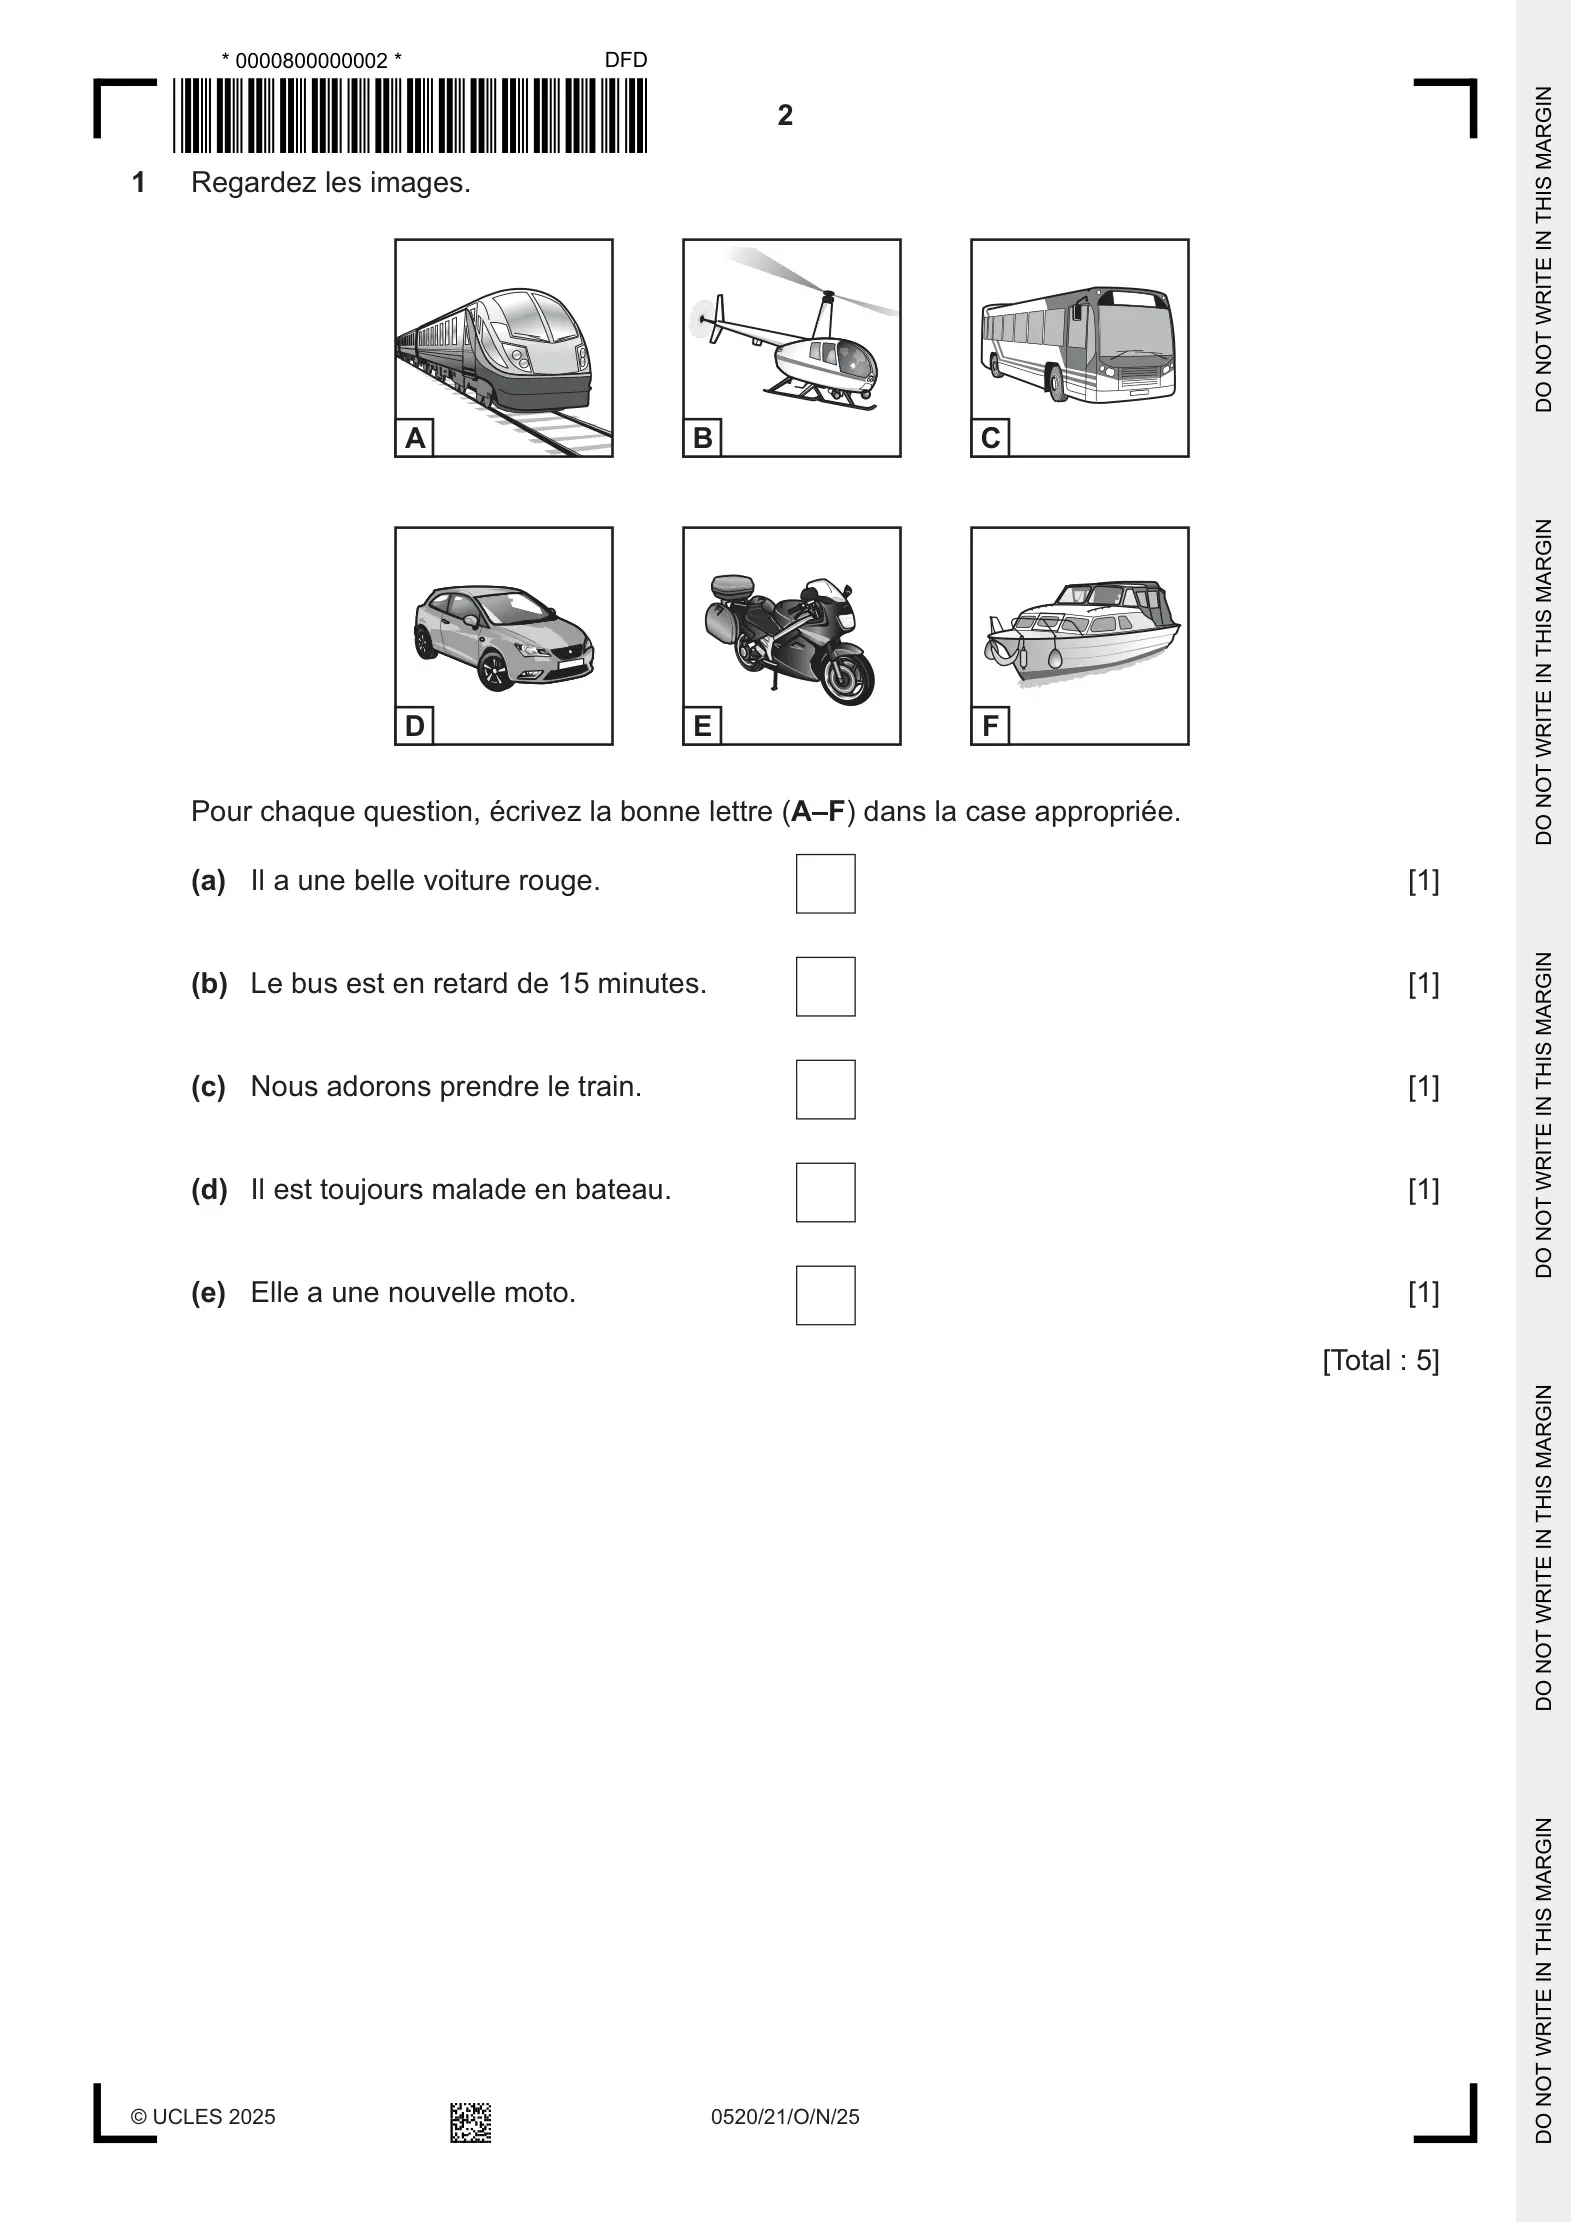 * 0000800000002 *
DFD
2
1 Regardez les images.
A
B
C
D
E
F
Pour chaque question, écrivez la bonne lettre (A–F) dans la case appropriée.
(a) Il a une belle voiture rouge. [1]
(b) Le bus est en retard de 15 minutes. [1]
(c) Nous adorons prendre le train. [1]
(d) Il est toujours malade en bateau. [1]
(e) Elle a une nouvelle moto. [1]
[Total : 5]
© UCLES 2025
0520/21/O/N/25
DO NOT WRITE IN THIS MARGIN
DO NOT WRITE IN THIS MARGIN
DO NOT WRITE IN THIS MARGIN
DO NOT WRITE IN THIS MARGIN
DO NOT WRITE IN THIS MARGIN